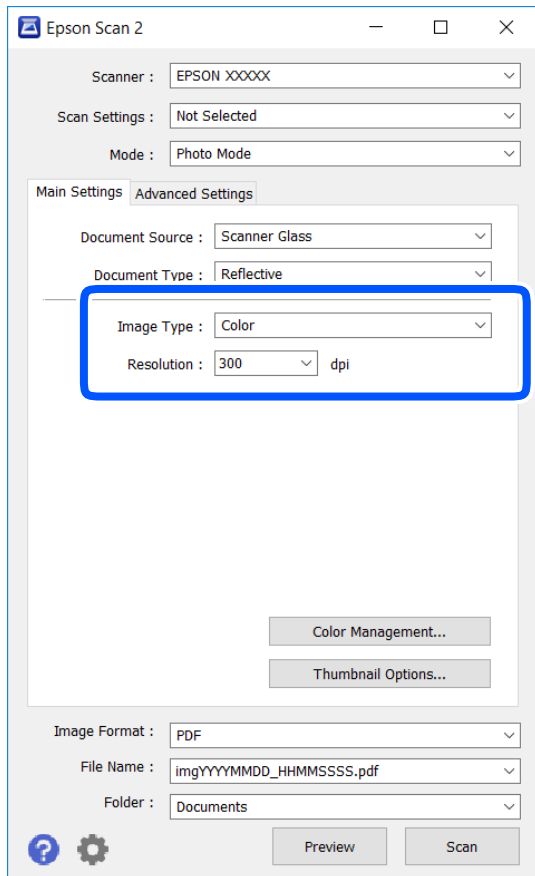 Epson Scan 2
Scanner : EPSON XXXXX
Scan Settings : Not Selected
Mode : Photo Mode
Main Settings Advanced Settings
Document Source : Scanner Glass
Document Type : Reflective
Image Type : Color
Resolution : 300 dpi
Color Management...
Thumbnail Options...
Image Format : PDF
File Name : imgYYYYMMDD_HHMMSSSS.pdf
Folder : Documents
? Preview Scan